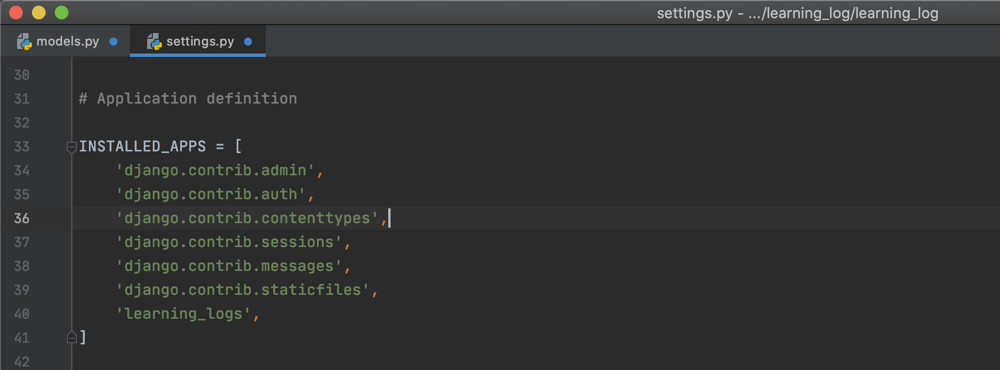 settings.py - .../learning_log/learning_log
models.py settings.py
30
31 # Application definition
32
33 INSTALLED_APPS = [
34     'django.contrib.admin',
35     'django.contrib.auth',
36     'django.contrib.contenttypes',
37     'django.contrib.sessions',
38     'django.contrib.messages',
39     'django.contrib.staticfiles',
40     'learning_logs',
41 ]
42